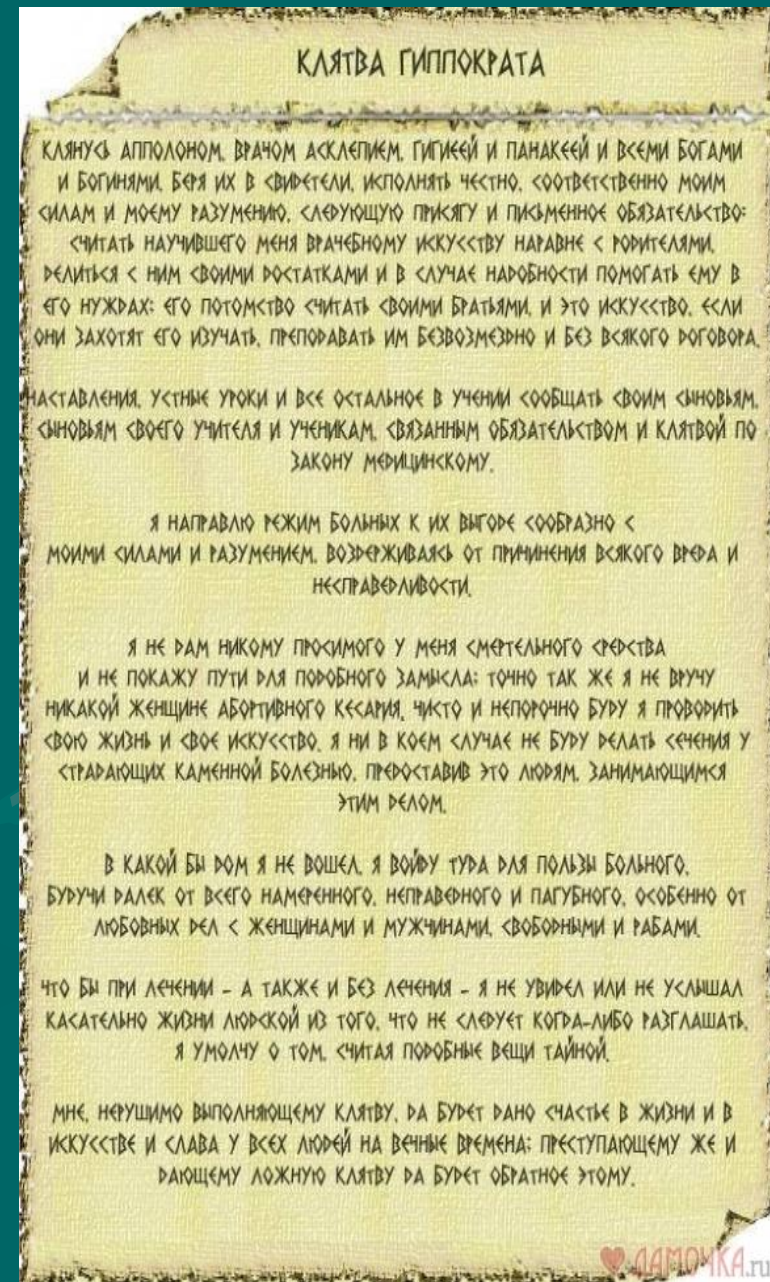 КЛЯТВА ГИППОКРАТА
КЛЯНУСЬ АППОЛОНОМ, ВРАЧОМ АСКЛЕПИЕМ, ГИГИЕЕЙ И ПАНАКЕЕЙ И ВСЕМИ БОГАМИ
И БОГИНЯМИ, БЕРЯ ИХ В СВИДЕТЕЛИ, ИСПОЛНЯТЬ ЧЕСТНО, СООТВЕТСТВЕННО МОИМ
СИЛАМ И МОЕМУ РАЗУМЕНИЮ, СЛЕДУЮЩУЮ ПРИСЯГУ И ПИСЬМЕННОЕ ОБЯЗАТЕЛЬСТВО:
СЧИТАТЬ НАУЧИВШЕГО МЕНЯ ВРАЧЕБНОМУ ИСКУССТВУ НАРАВНЕ С РОДИТЕЛЯМИ,
ДЕЛИТЬСЯ С НИМ СВОИМИ ДОСТАТКАМИ И В СЛУЧАЕ НАДОБНОСТИ ПОМОГАТЬ ЕМУ В
ЕГО НУЖДАХ; ЕГО ПОТОМСТВО СЧИТАТЬ СВОИМИ БРАТЬЯМИ, И ЭТО ИСКУССТВО, ЕСЛИ
ОНИ ЗАХОТЯТ ЕГО ИЗУЧАТЬ, ПРЕПОДАВАТЬ ИМ БЕЗВОЗМЕЗДНО И БЕЗ ВСЯКОГО ДОГОВОРА.
НАСТАВЛЕНИЯ, УСТНЫЕ УРОКИ И ВСЕ ОСТАЛЬНОЕ В УЧЕНИИ СООБЩАТЬ СВОИМ СЫНОВЬЯМ,
СЫНОВЬЯМ СВОЕГО УЧИТЕЛЯ И УЧЕНИКАМ, СВЯЗАННЫМ ОБЯЗАТЕЛЬСТВОМ И КЛЯТВОЙ ПО
ЗАКОНУ МЕДИЦИНСКОМУ.
Я НАПРАВЛЮ РЕЖИМ БОЛЬНЫХ К ИХ ВЫГОДЕ СООБРАЗНО С
МОИМИ СИЛАМИ И РАЗУМЕНИЕМ, ВОЗДЕРЖИВАЯСЬ ОТ ПРИЧИНЕНИЯ ВСЯКОГО ВРЕДА И
НЕСПРАВЕДЛИВОСТИ.
Я НЕ ДАМ НИКОМУ ПРОСИМОГО У МЕНЯ СМЕРТЕЛЬНОГО СРЕДСТВА
И НЕ ПОКАЖУ ПУТИ ДЛЯ ПОДОБНОГО ЗАМЫСЛА; ТОЧНО ТАК ЖЕ Я НЕ ВРУЧУ
НИКАКОЙ ЖЕНЩИНЕ АБОРТИВНОГО КЕСАРИЯ. ЧИСТО И НЕПОРОЧНО БУДУ Я ПРОВОДИТЬ
СВОЮ ЖИЗНЬ И СВОЕ ИСКУССТВО. Я НИ В КОЕМ СЛУЧАЕ НЕ БУДУ ДЕЛАТЬ СЕЧЕНИЯ У
СТРАДАЮЩИХ КАМЕННОЙ БОЛЕЗНЬЮ, ПРЕДОСТАВИВ ЭТО ЛЮДЯМ, ЗАНИМАЮЩИМСЯ
ЭТИМ ДЕЛОМ.
В КАКОЙ БЫ ДОМ Я НЕ ВОШЕЛ, Я ВОЙДУ ТУДА ДЛЯ ПОЛЬЗЫ БОЛЬНОГО,
БУДУЧИ ДАЛЕК ОТ ВСЕГО НАМЕРЕННОГО, НЕПРАВЕДНОГО И ПАГУБНОГО, ОСОБЕННО ОТ
ЛЮБОВНЫХ ДЕЛ С ЖЕНЩИНАМИ И МУЖЧИНАМИ, СВОБОДНЫМИ И РАБАМИ.
ЧТО БЫ ПРИ ЛЕЧЕНИИ - А ТАКЖЕ И БЕЗ ЛЕЧЕНИЯ - Я НЕ УВИДЕЛ ИЛИ НЕ УСЛЫШАЛ
КАСАТЕЛЬНО ЖИЗНИ ЛЮДСКОЙ ИЗ ТОГО, ЧТО НЕ СЛЕДУЕТ КОГДА-ЛИБО РАЗГЛАШАТЬ,
Я УМОЛЧУ О ТОМ, СЧИТАЯ ПОДОБНЫЕ ВЕЩИ ТАЙНОЙ.
МНЕ, НЕРУШИМО ВЫПОЛНЯЮЩЕМУ КЛЯТВУ, ДА БУДЕТ ДАНО СЧАСТЬЕ В ЖИЗНИ И В
ИСКУССТВЕ И СЛАВА У ВСЕХ ЛЮДЕЙ НА ВЕЧНЫЕ ВРЕМЕНА; ПРЕСТУПАЮЩЕМУ ЖЕ И
ДАЮЩЕМУ ЛОЖНУЮ КЛЯТВУ ДА БУДЕТ ОБРАТНОЕ ЭТОМУ.
ДАМОЧКА.ru